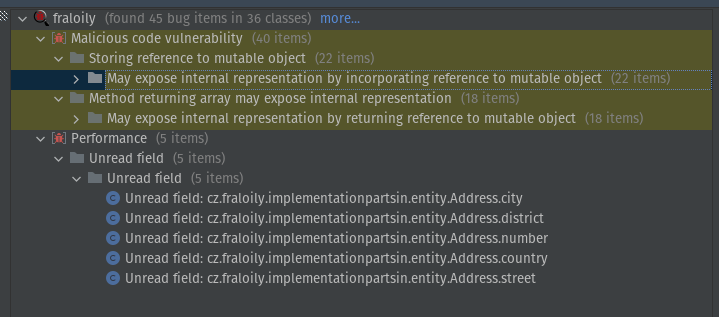 fraloily (found 45 bug items in 36 classes) more...
Malicious code vulnerability (40 items)
Storing reference to mutable object (22 items)
May expose internal representation by incorporating reference to mutable object (22 items)
Method returning array may expose internal representation (18 items)
May expose internal representation by returning reference to mutable object (18 items)
Performance (5 items)
Unread field (5 items)
Unread field (5 items)
Unread field: cz.fraloily.implementationpartsin.entity.Address.city
Unread field: cz.fraloily.implementationpartsin.entity.Address.district
Unread field: cz.fraloily.implementationpartsin.entity.Address.number
Unread field: cz.fraloily.implementationpartsin.entity.Address.country
Unread field: cz.fraloily.implementationpartsin.entity.Address.street